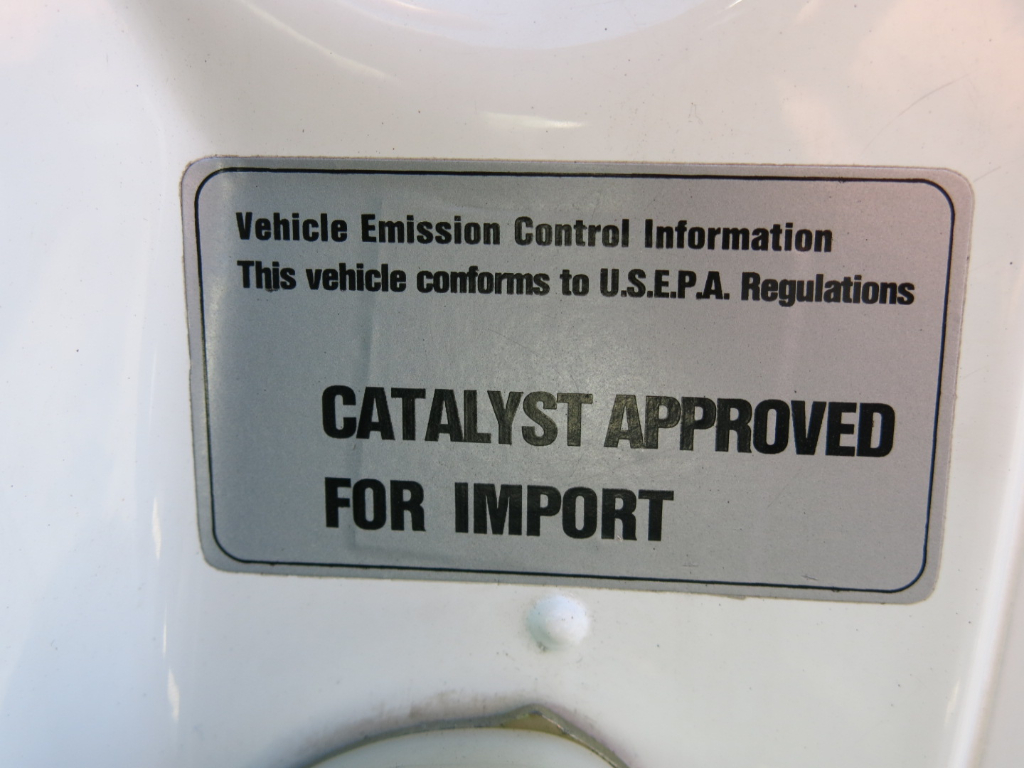 Vehicle Emission Control Information
This vehicle conforms to U.S.E.P.A. Regulations
CATALYST APPROVED
FOR IMPORT